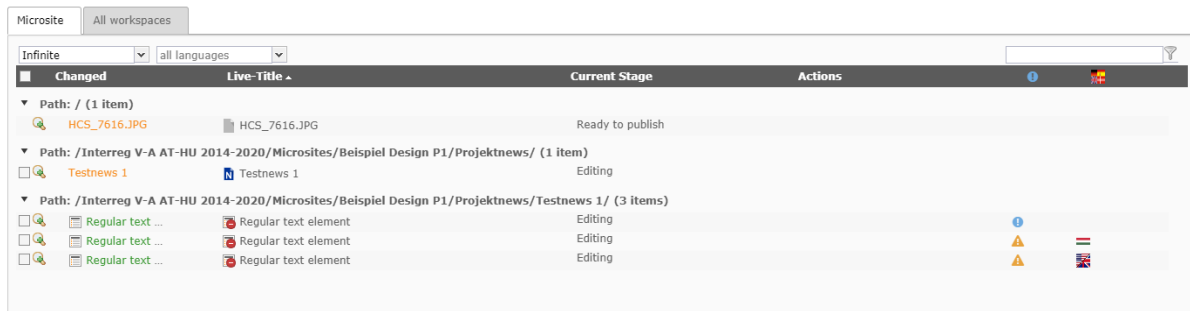 Microsite All workspaces
Infinite all languages
Changed Live-Title Current Stage Actions
Path: / (1 item)
HCS_7616.JPG HCS_7616.JPG Ready to publish
Path: /Interreg V-A AT-HU 2014-2020/Microsites/Beispiel Design P1/Projektnews/ (1 item)
Testnews 1 N Testnews 1 Editing
Path: /Interreg V-A AT-HU 2014-2020/Microsites/Beispiel Design P1/Projektnews/Testnews 1/ (3 items)
Regular text ... Regular text element Editing
Regular text ... Regular text element Editing
Regular text ... Regular text element Editing